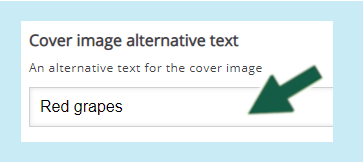 Cover image alternative text
An alternative text for the cover image
Red grapes